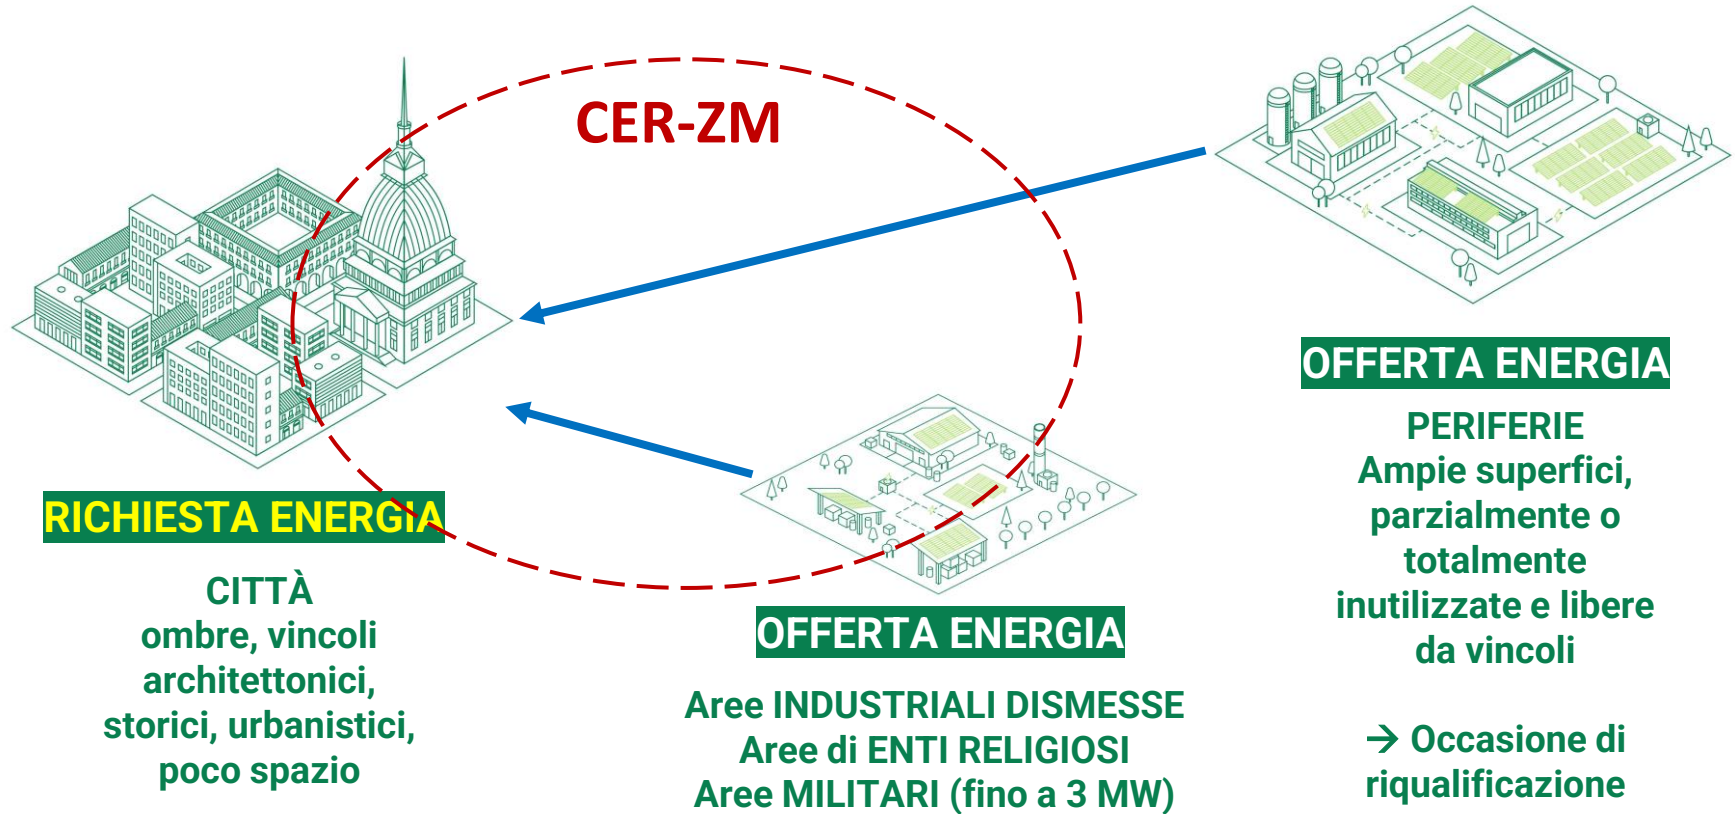 CER-ZM
RICHIESTA ENERGIA
CITTÀ
ombre, vincoli
architettonici,
storici, urbanistici,
poco spazio
OFFERTA ENERGIA
Aree INDUSTRIALI DISMESSE
Aree di ENTI RELIGIOSI
Aree MILITARI (fino a 3 MW)
OFFERTA ENERGIA
PERIFERIE
Ampie superfici,
parzialmente o
totalmente
inutilizzate e libere
da vincoli
→ Occasione di
riqualificazione